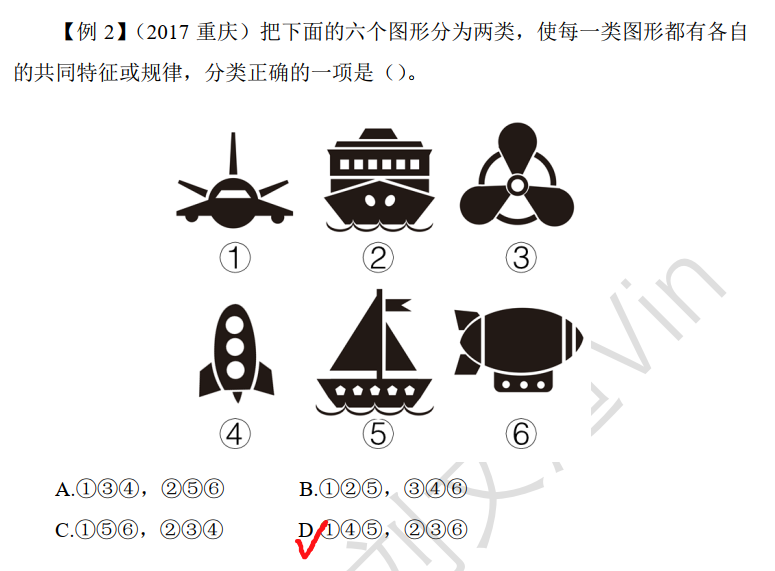 【例 2】（2017 重庆）把下面的六个图形分为两类，使每一类图形都有各自
的共同特征或规律，分类正确的一项是（）。
① ② ③
④ ⑤ ⑥
A.①③④，②⑤⑥ B.①②⑤，③④⑥
C.①⑤⑥，②③④ D.①④⑤，②③⑥
Vin